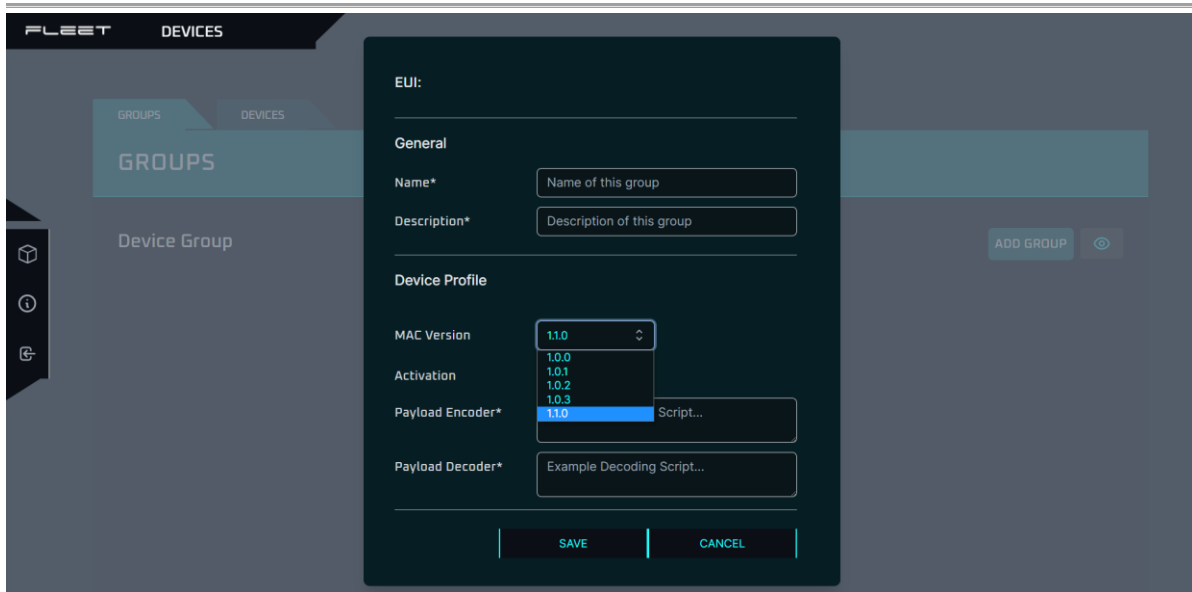 FLEET DEVICES
GROUPS DEVICES
GROUPS
Device Group
ADD GROUP
EUI:
General
Name* Name of this group
Description* Description of this group
Device Profile
MAC Version 1.1.0
1.0.0
1.0.1
1.0.2
1.0.3
1.1.0
Activation
Payload Encoder* Script...
Payload Decoder* Example Decoding Script...
SAVE CANCEL